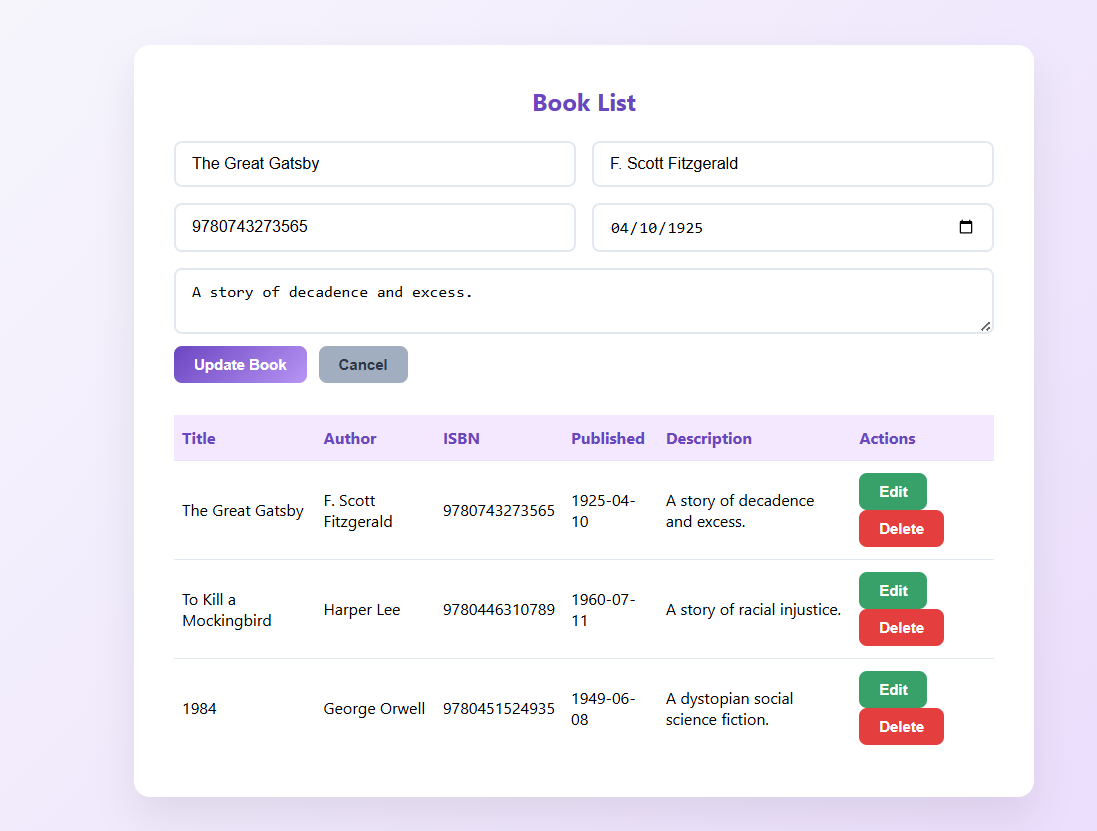 Book List
The Great Gatsby
F. Scott Fitzgerald
9780743273565
04/10/1925
A story of decadence and excess.
Update Book
Cancel
Title Author ISBN Published Description Actions
The Great Gatsby
F. Scott
Fitzgerald
9780743273565
1925-04-
10
A story of decadence
and excess.
Edit
Delete
To Kill a
Mockingbird
Harper Lee
9780446310789
1960-07-
11
A story of racial injustice.
Edit
Delete
1984
George Orwell
9780451524935
1949-06-
08
A dystopian social
science fiction.
Edit
Delete